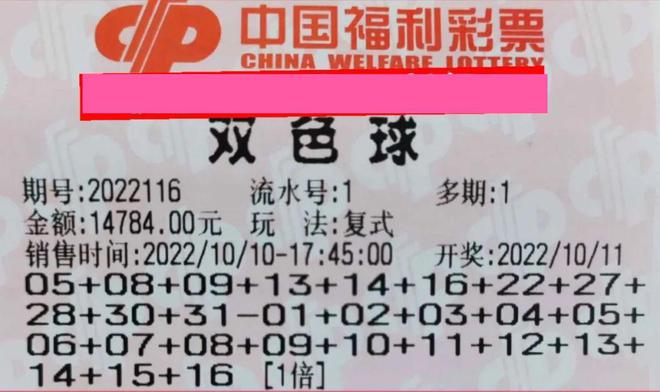 中国福利彩票
CHINA WELFARE LOTTERY
双色球
期号:2022116 流水号:1 多期:1
金额:14784.00元 玩 法:复式
销售时间:2022/10/10-17:45:00 开奖:2022/10/11
05+08+09+13+14+16+22+27+
28+30+31-01+02+03+04+05+
06+07+08+09+10+11+12+13+
14+15+16 [1倍]